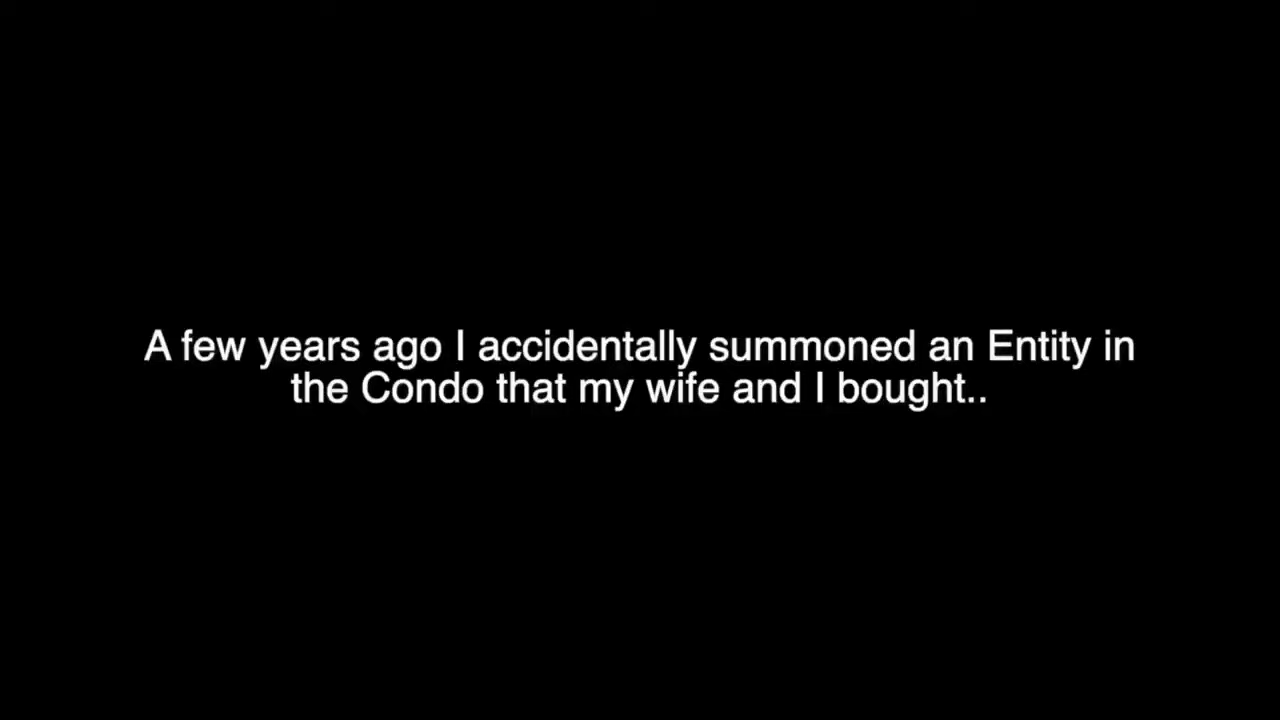 A few years ago I accidentally summoned an Entity in
the Condo that my wife and I bought..